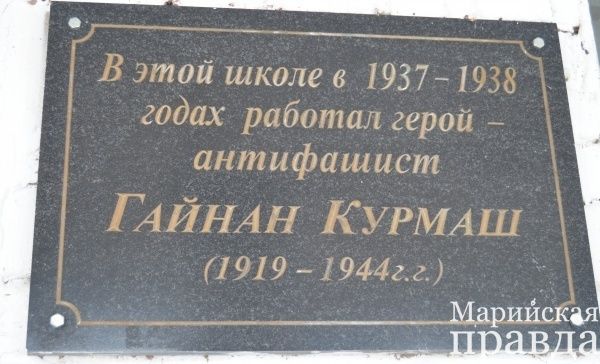 В этой школе в 1937 – 1938
годах работал герой –
антифашист
ГАЙНАН КУРМАШ
(1919 – 1944г.г.)
Марийская
правда